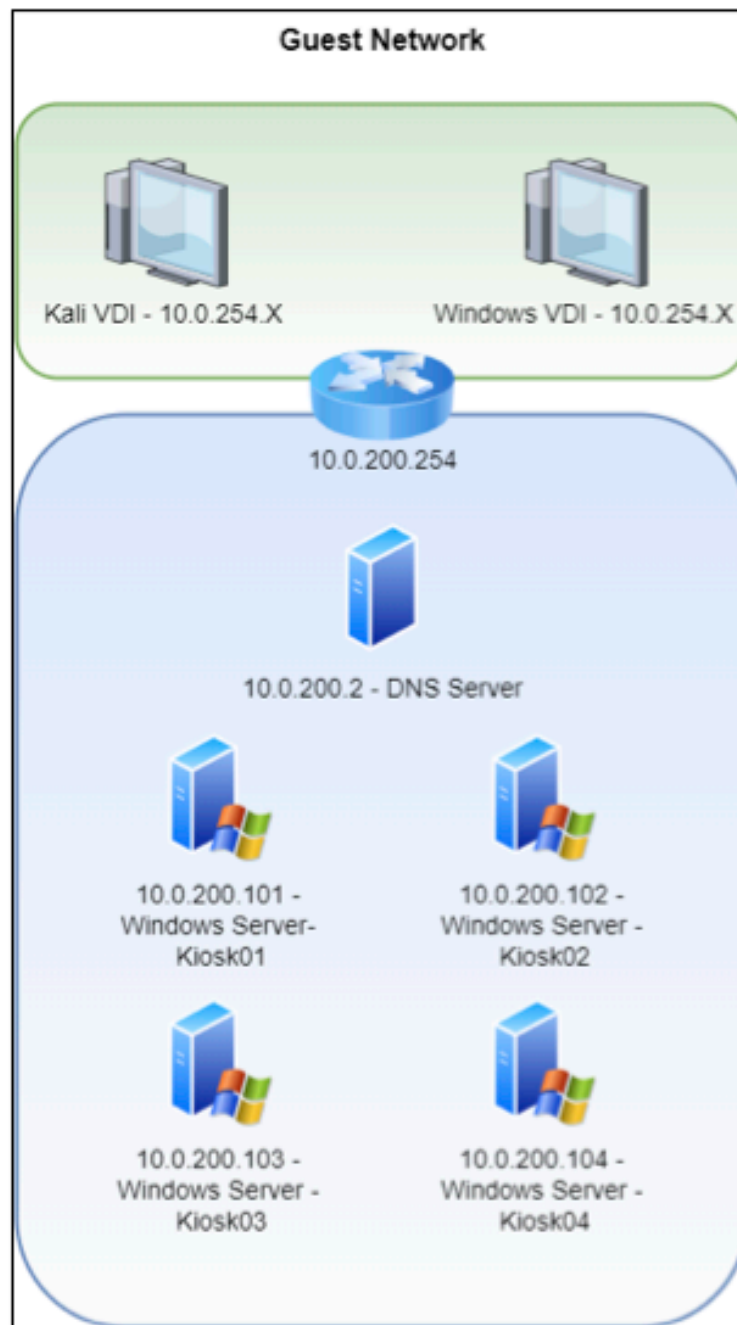 Guest Network
Kali VDI - 10.0.254.X
Windows VDI - 10.0.254.X
10.0.200.254
10.0.200.2 - DNS Server
10.0.200.101 -
Windows Server-
Kiosk01
10.0.200.102 -
Windows Server -
Kiosk02
10.0.200.103 -
Windows Server -
Kiosk03
10.0.200.104 -
Windows Server -
Kiosk04